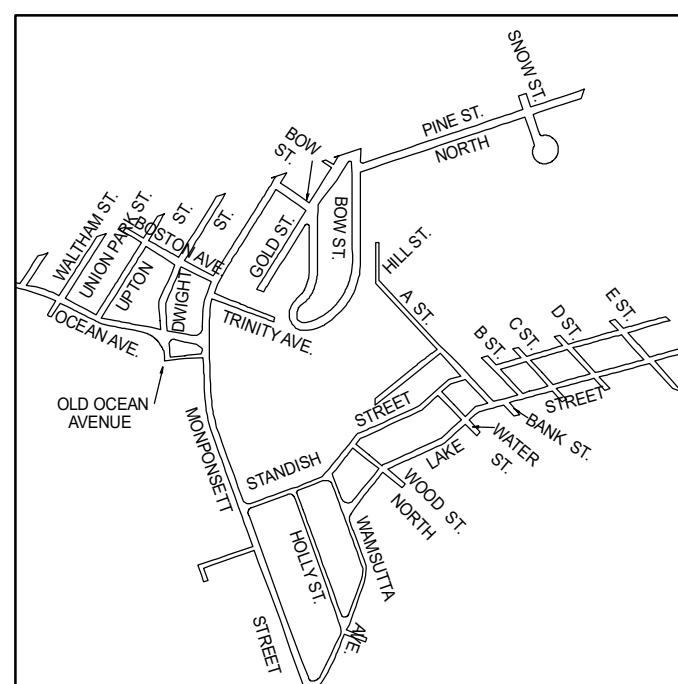 SNOW ST.
PINE ST.
NORTH
BOW
ST.
BOW ST.
GOLD ST.
WALTHAM ST.
UNION PARK ST.
BOSTON AVE.
ST.
ST.
UPTON
DWIGHT
OCEAN AVE.
TRINITY AVE.
HILL ST.
A ST.
B ST.
C ST.
D ST.
E ST.
OLD OCEAN
AVENUE
MONPONSETT
STREET
STANDISH
STREET
STREET
BANK ST.
WATER
ST.
LAKE
WOOD ST.
NORTH
HOLLY ST.
WAMSUTTA
AVE.